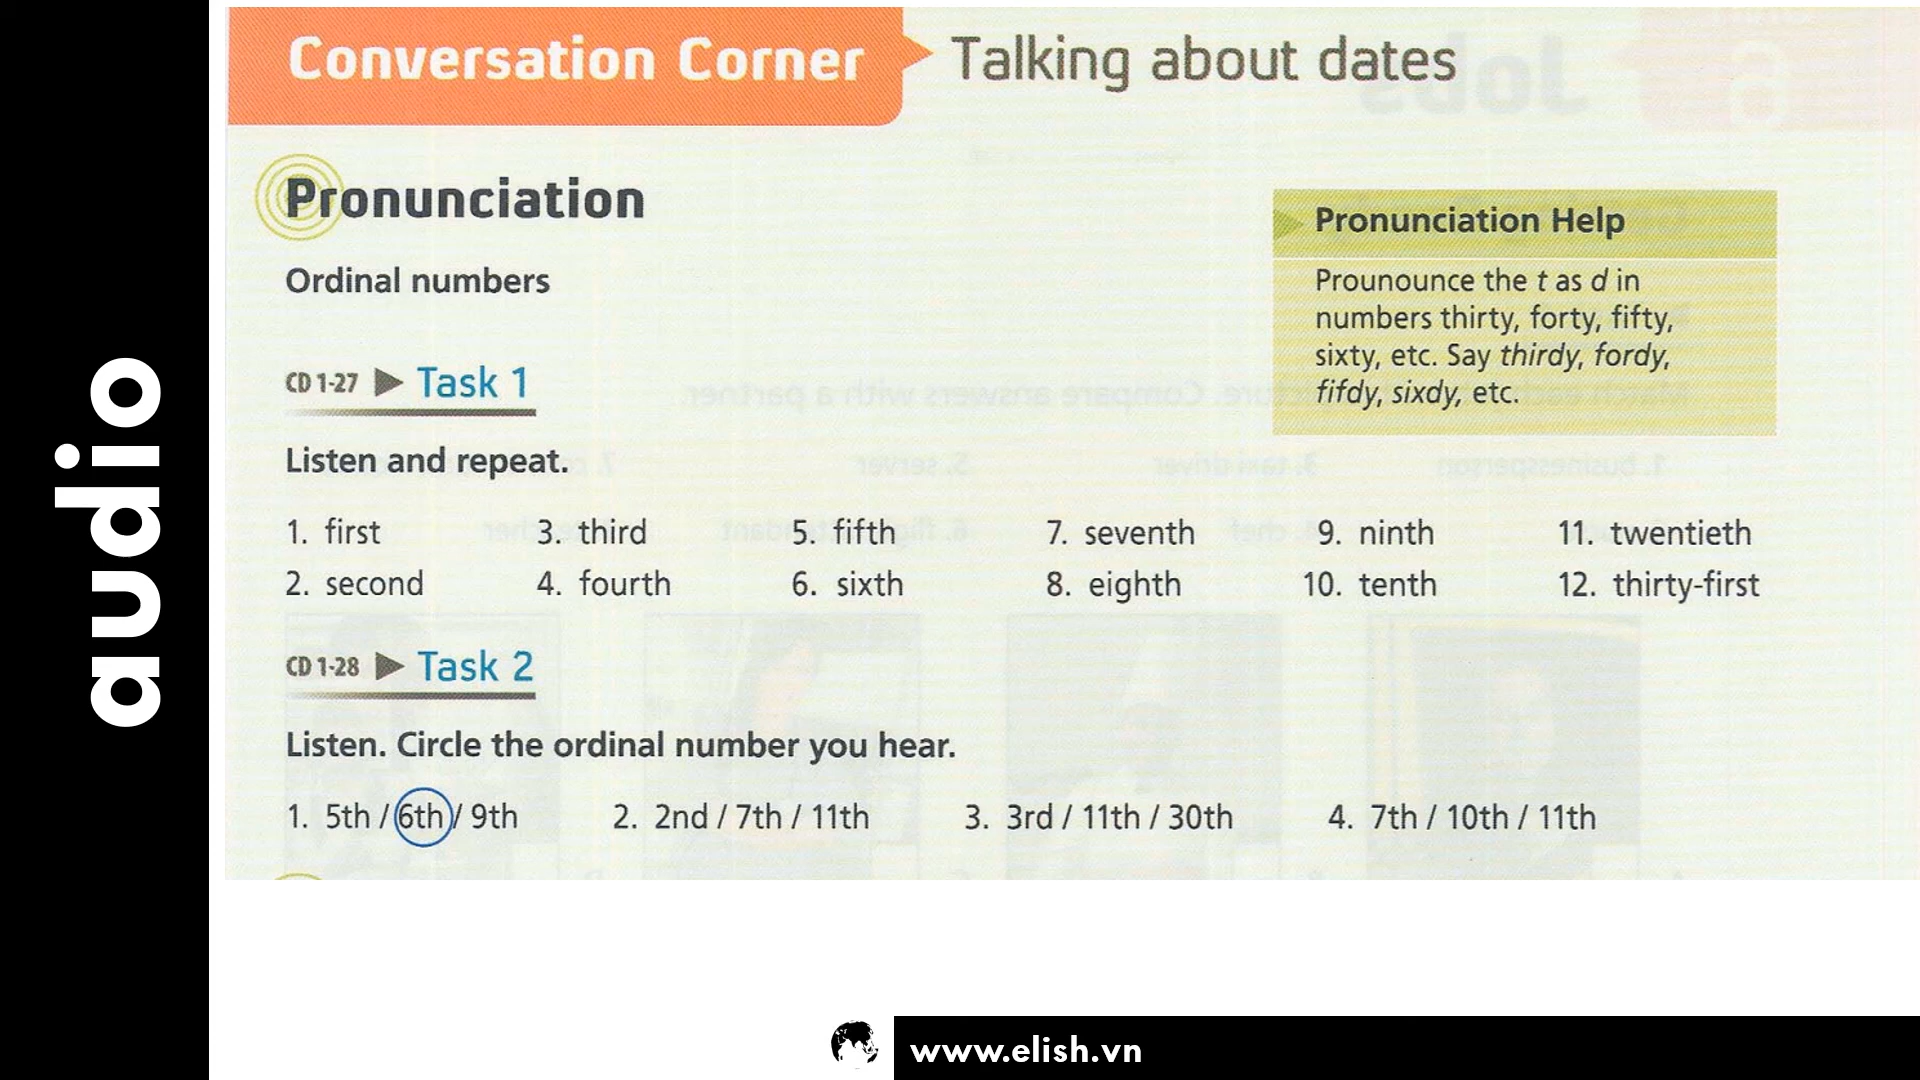 audio
Conversation Corner Talking about dates
Pronunciation
Ordinal numbers
Pronunciation Help
Prounounce the t as d in
numbers thirty, forty, fifty,
sixty, etc. Say thirdy, fordy,
fifdy, sixdy, etc.
CD 1-27 Task 1
Listen and repeat.
1. first 3. third 5. fifth 7. seventh 9. ninth 11. twentieth
2. second 4. fourth 6. sixth 8. eighth 10. tenth 12. thirty-first
CD 1-28 Task 2
Listen. Circle the ordinal number you hear.
1. 5th / 6th / 9th 2. 2nd / 7th / 11th 3. 3rd / 11th / 30th 4. 7th / 10th / 11th
www.elish.vn